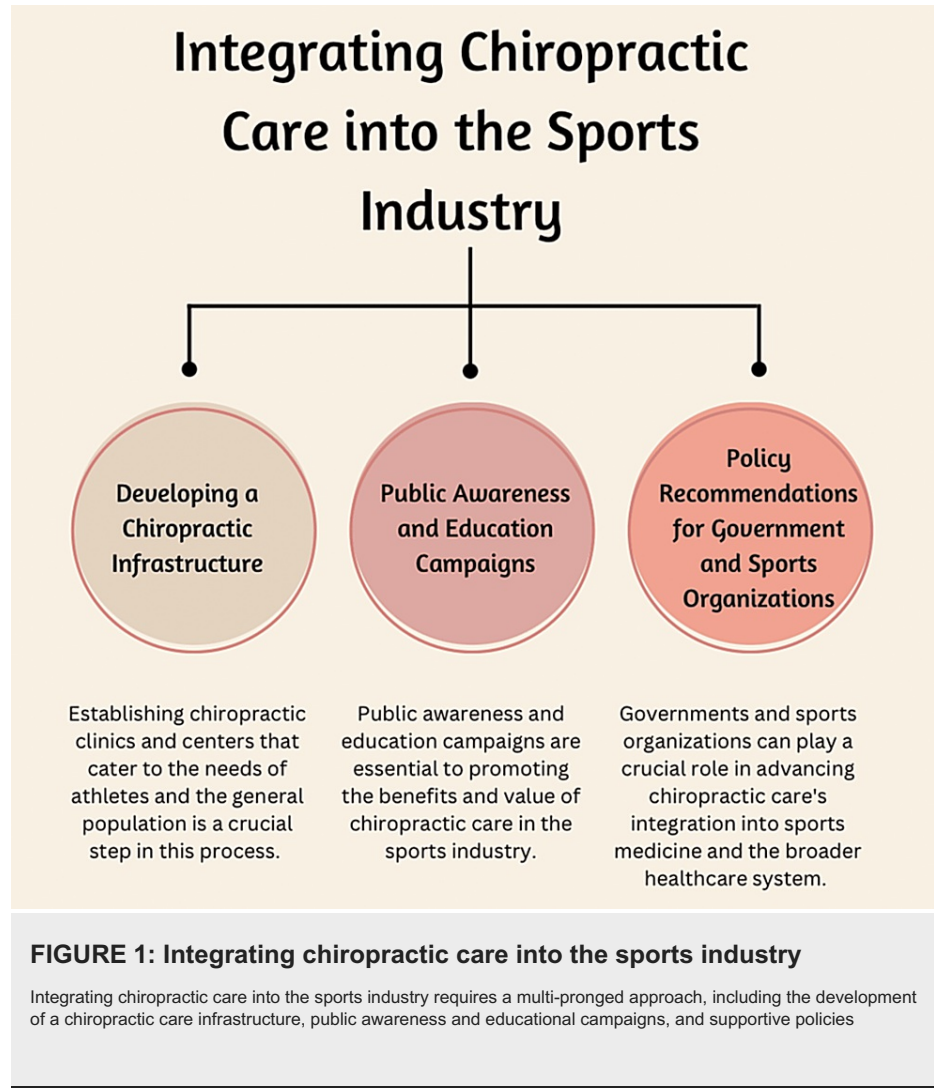 Integrating Chiropractic
Care into the Sports
Industry
Developing a
Chiropractic
Infrastructure
Public Awareness
and Education
Campaigns
Policy
Recommendations
for Government
and Sports
Organizations
Establishing chiropractic
clinics and centers that
cater to the needs of
athletes and the general
population is a crucial
step in this process.
Public awareness and
education campaigns are
essential to promoting
the benefits and value of
chiropractic care in the
sports industry.
Governments and sports
organizations can play a
crucial role in advancing
chiropractic care's
integration into sports
medicine and the broader
healthcare system.
FIGURE 1: Integrating chiropractic care into the sports industry
Integrating chiropractic care into the sports industry requires a multi-pronged approach, including the development
of a chiropractic care infrastructure, public awareness and educational campaigns, and supportive policies